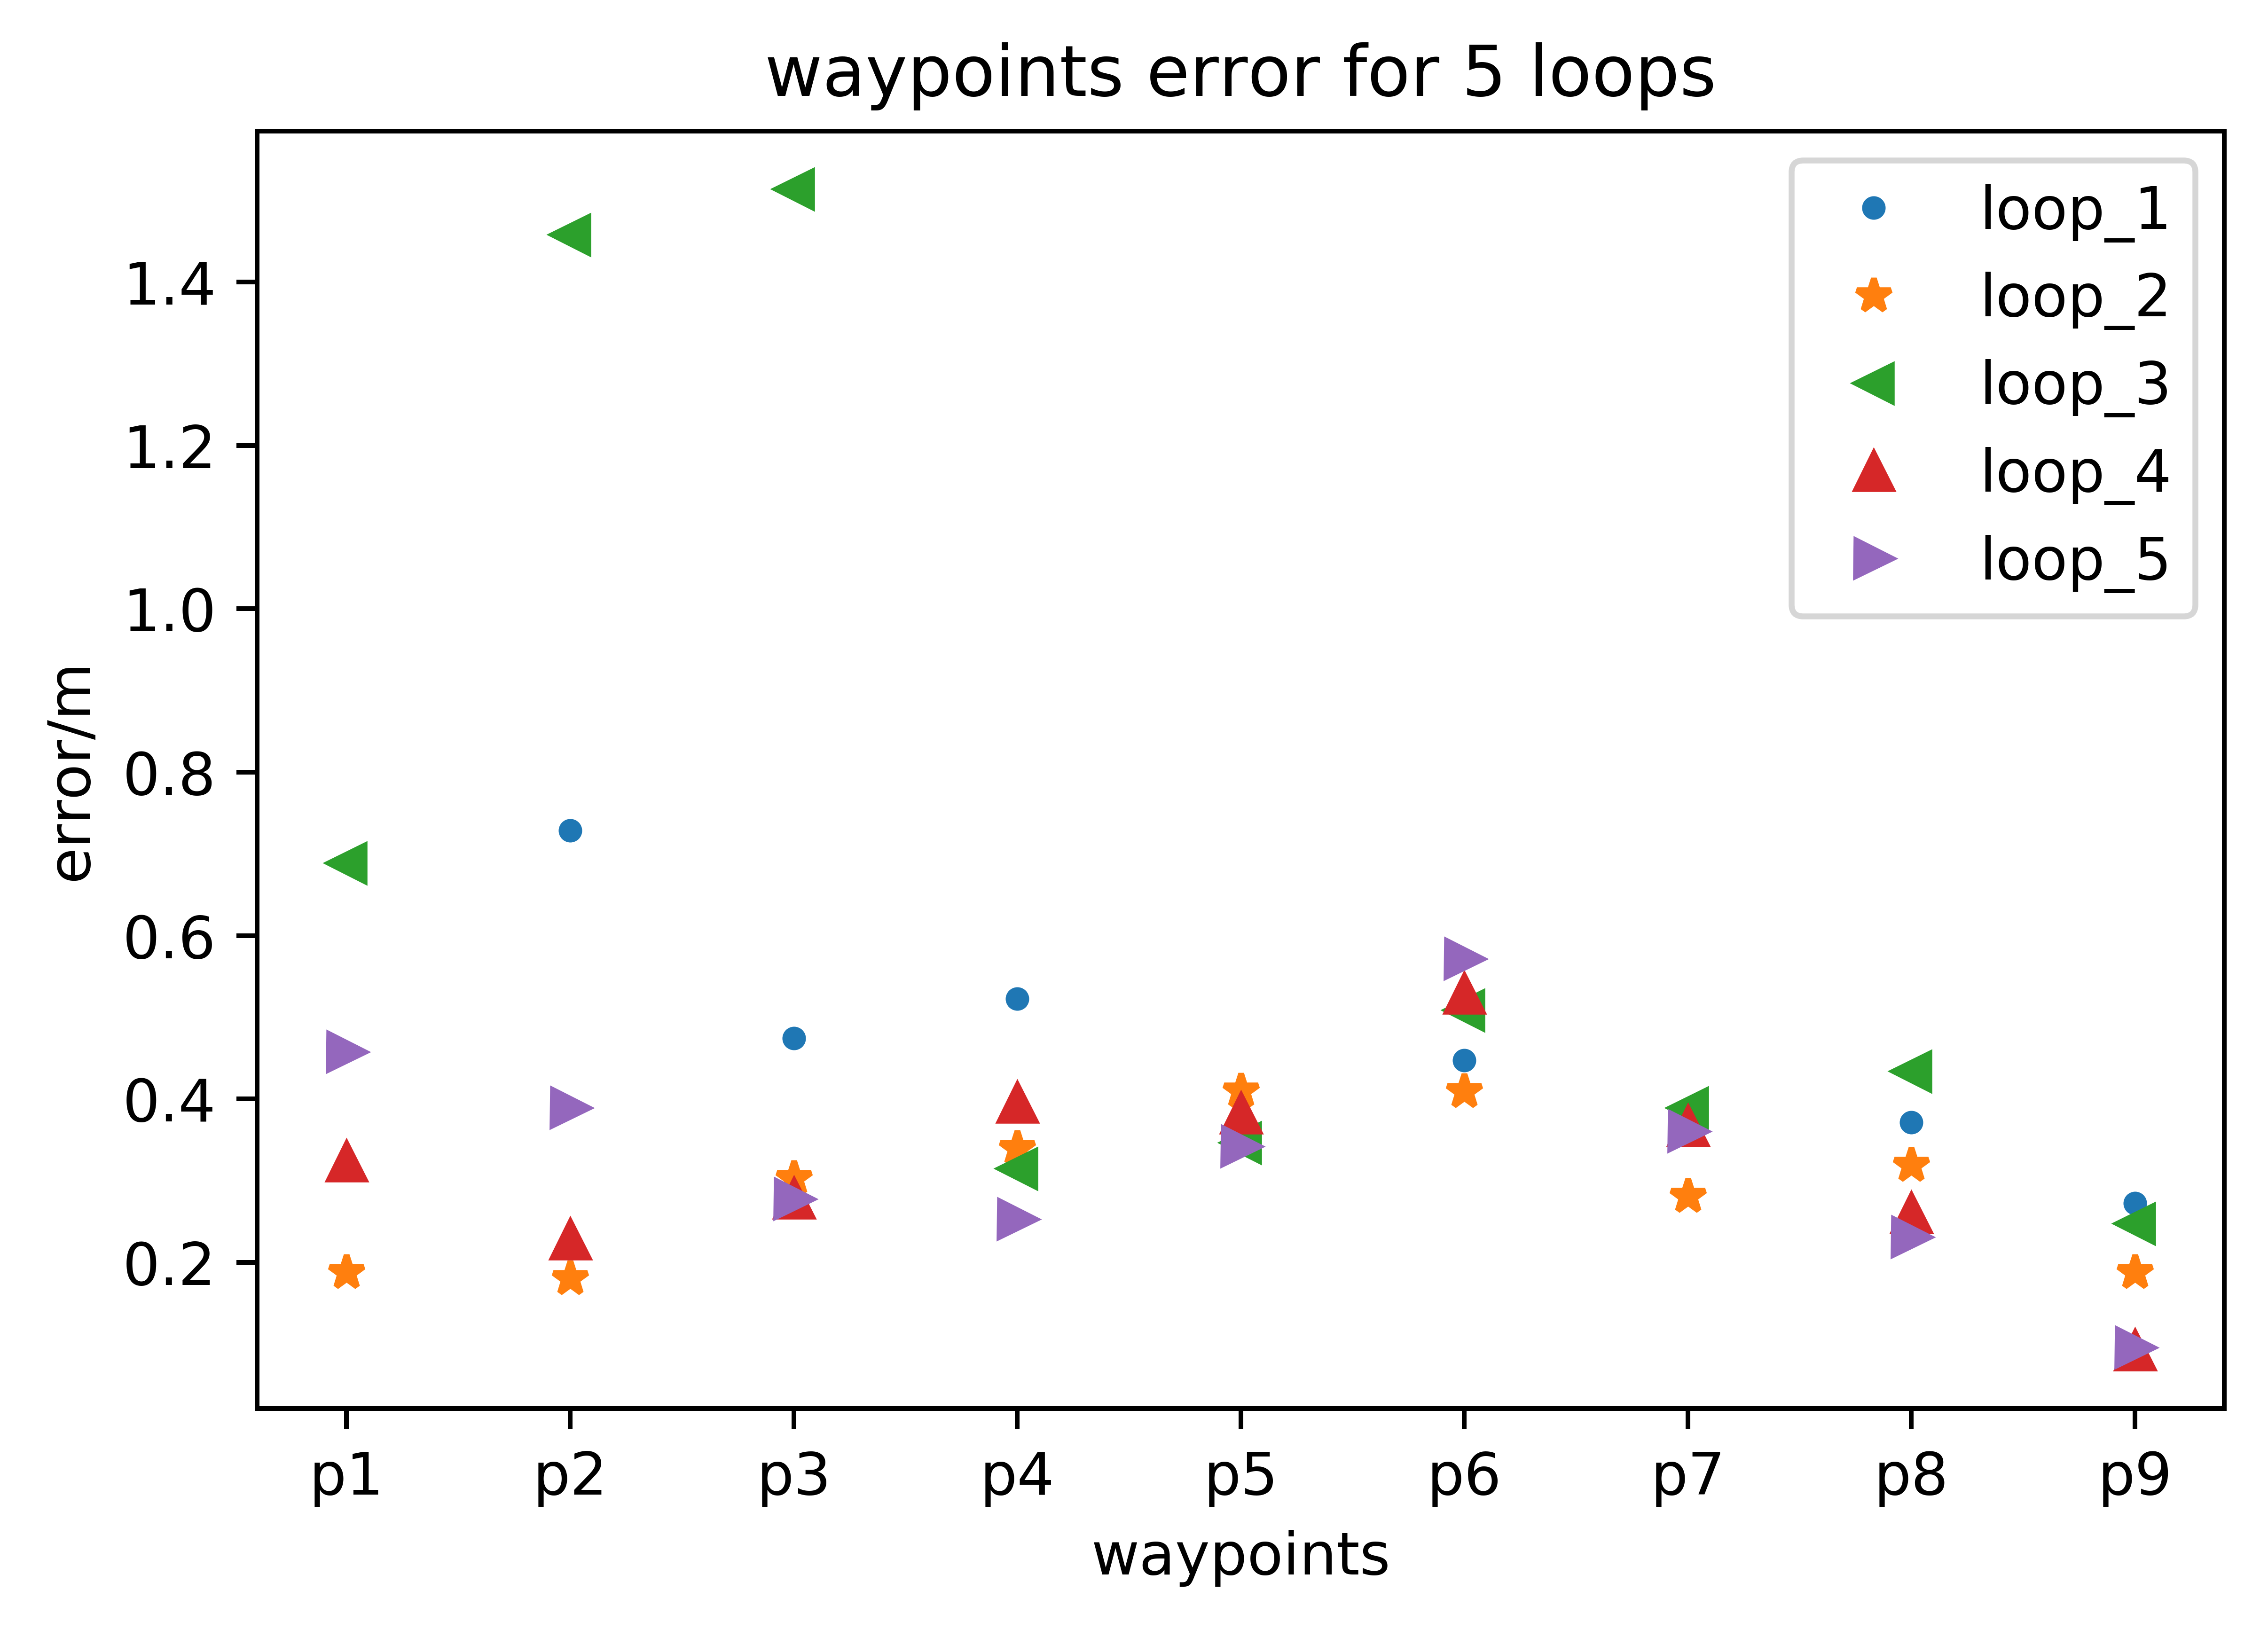 waypoints error for 5 loops
loop_1
loop_2
loop_3
loop_4
loop_5
error/m
1.4
1.2
1.0
0.8
0.6
0.4
0.2
p1 p2 p3 p4 p5 p6 p7 p8 p9
waypoints